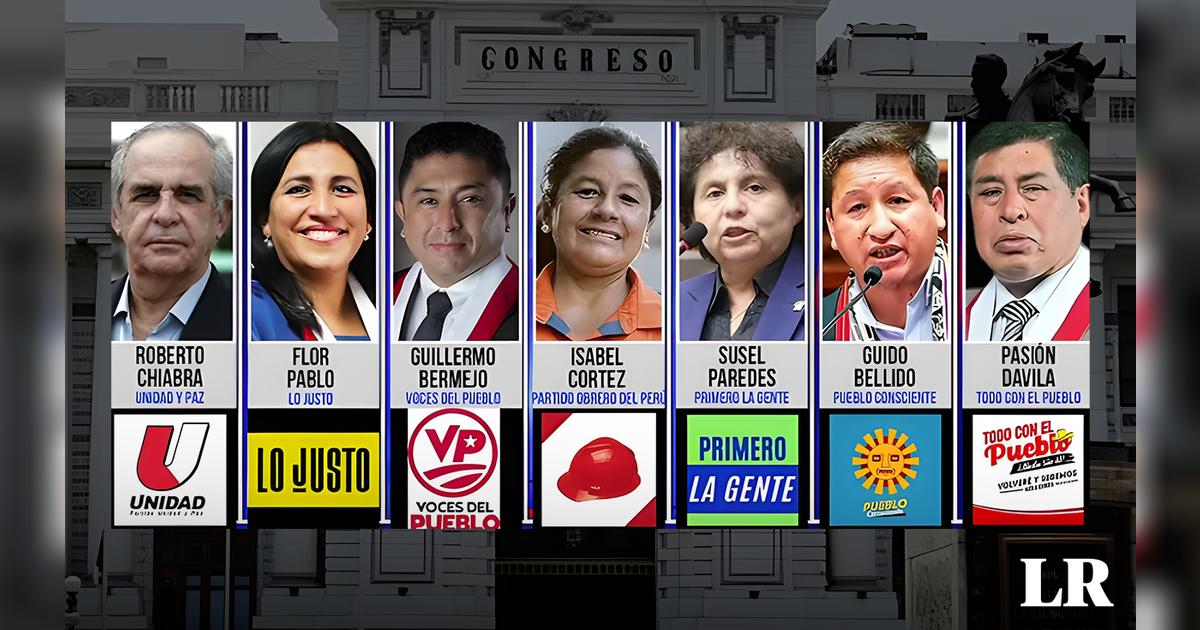 CONGRESO
ROBERTO
CHIABRA
UNIDAD Y PAZ
FLOR
PABLO
LO JUSTO
GUILLERMO
BERMEJO
VOCES DEL PUEBLO
ISABEL
CORTEZ
PARTIDO OBRERO DEL PERÚ
SUSEL
PAREDES
PRIMERO LA GENTE
GUIDO
BELLIDO
PUEBLO CONSCIENTE
PASIÓN
DAVILA
TODO CON EL PUEBLO
UNIDAD
LO JUSTO
VP
VOCES DEL
PUEBLO
PRIMERO
LA GENTE
PUEBLO
TODO CON EL
Pueblo
LR